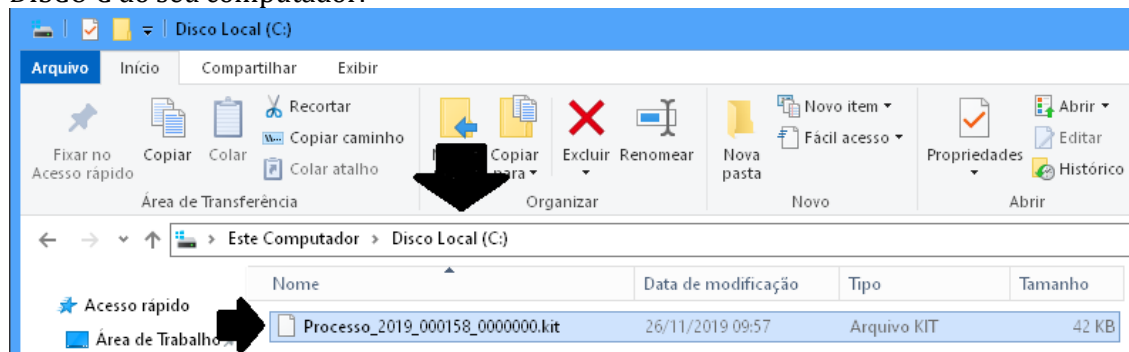 Disco C do seu computador.
Disco Local (C:)
Arquivo Início Compartilhar Exibir
Fixar no Acesso rápido
Copiar
Colar
Recortar
Copiar caminho
Colar atalho
Copiar para
Excluir
Renomear
Nova pasta
Novo item
Fácil acesso
Propriedades
Abrir
Editar
Histórico
Área de Transferência Organizar Novo Abrir
Este Computador > Disco Local (C:)
Nome Data de modificação Tipo Tamanho
Acesso rápido
Processo_2019_000158_0000000.kit 26/11/2019 09:57 Arquivo KIT 42 KB
Área de Trabalho